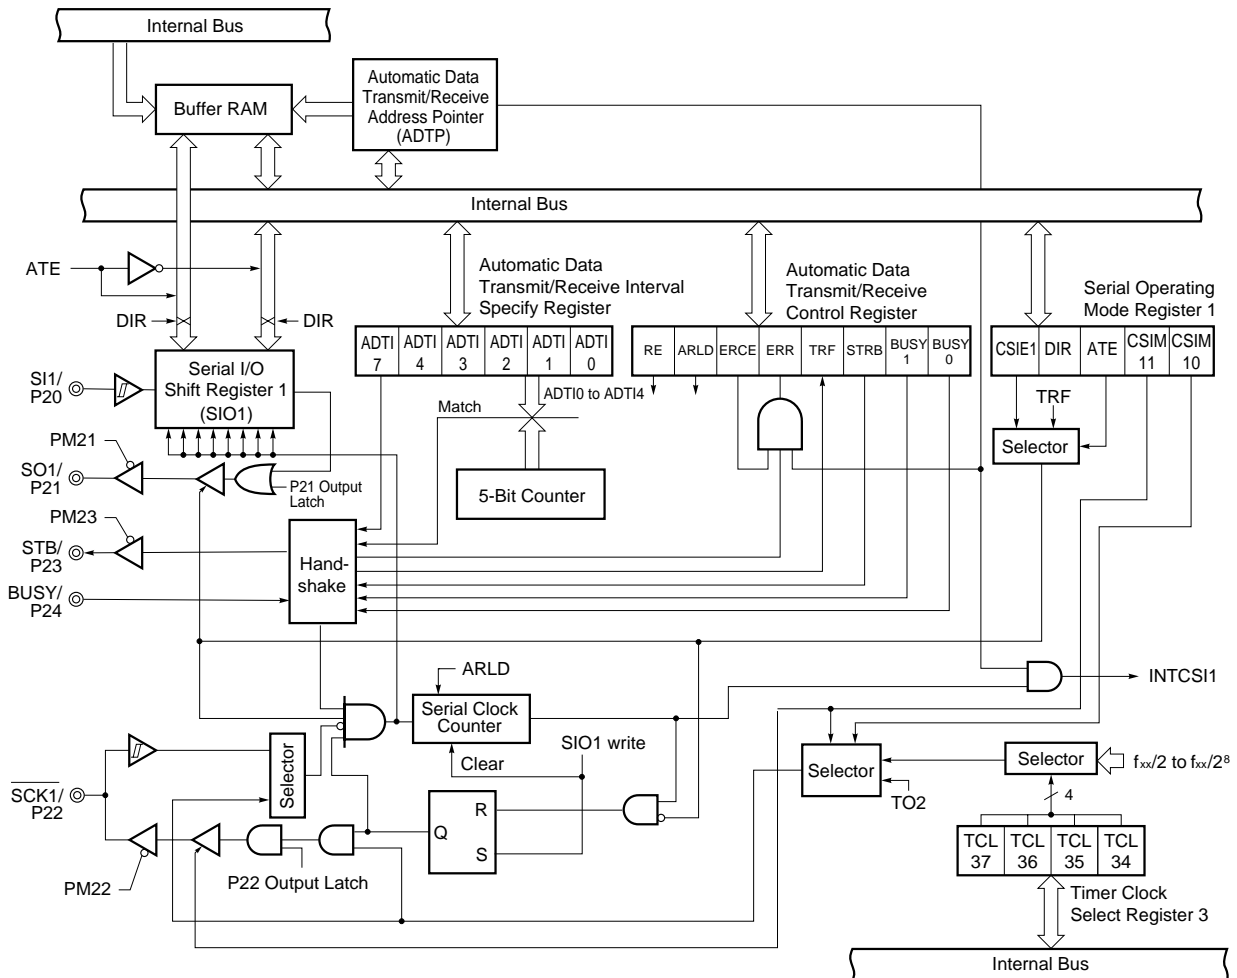 Internal Bus
Buffer RAM
Automatic Data
Transmit/Receive
Address Pointer
(ADTP)
Internal Bus
ATE
DIR
DIR
Automatic Data
Transmit/Receive Interval
Specify Register
Automatic Data
Transmit/Receive
Control Register
Serial Operating
Mode Register 1
ADTI
7
ADTI
4
ADTI
3
ADTI
2
ADTI
1
ADTI
0
RE
ARLD
ERCE
ERR
TRF
STRB
BUSY
1
BUSY
0
CSIE1
DIR
ATE
CSIM
11
CSIM
10
SI1/
P20
Serial I/O
Shift Register 1
(SIO1)
ADTI0 to ADTI4
Match
TRF
Selector
PM21
SO1/
P21
P21 Output
Latch
5-Bit Counter
PM23
STB/
P23
Hand-
shake
BUSY/
P24
ARLD
Serial Clock
Counter
INTCSI1
SIO1 write
Clear
Selector
SCK1/
P22
Selector
TO2
Selector
fxx/2 to fxx/2⁸
4
R
Q
S
P22 Output Latch
PM22
TCL
37
TCL
36
TCL
35
TCL
34
Timer Clock
Select Register 3
Internal Bus